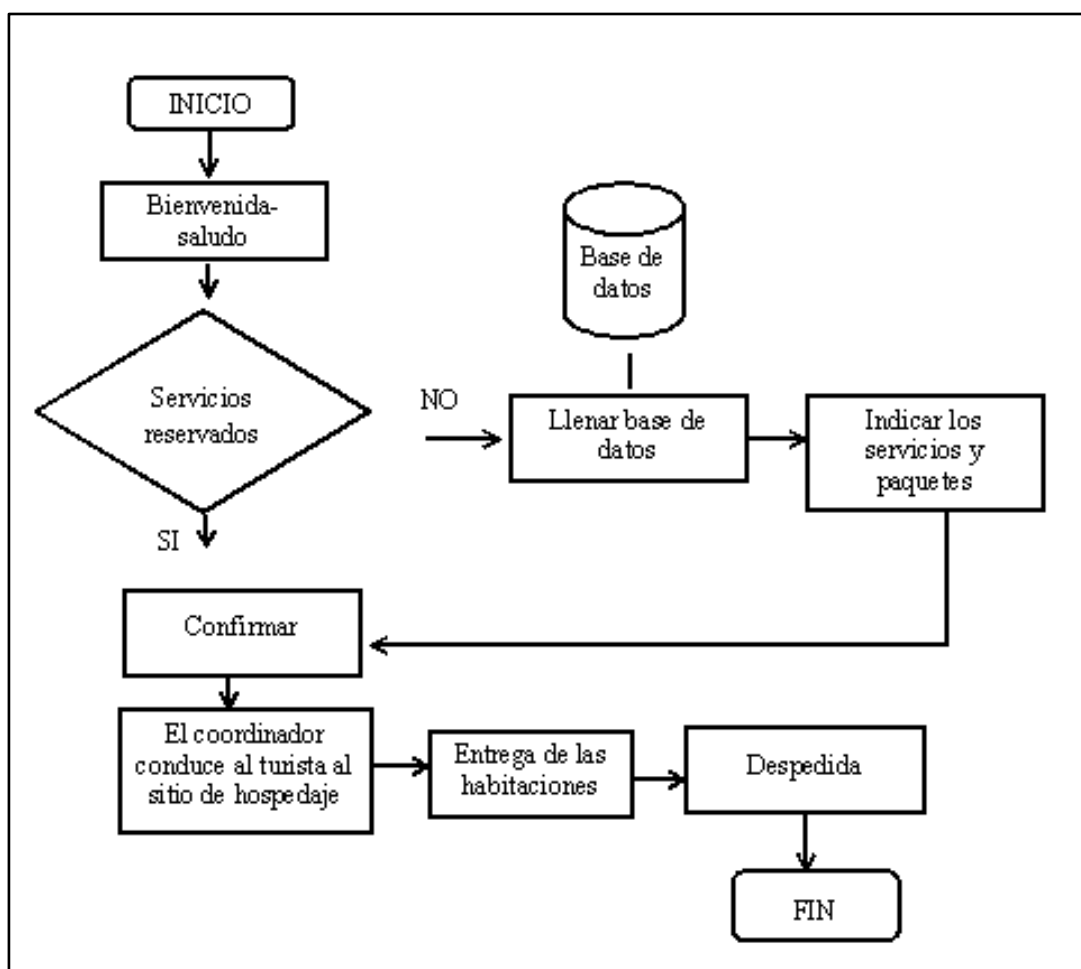 INICIO
Bienvenida-
saludo
Base de
datos
Servicios
reservados
NO
Llenar base de
datos
Indicar los
servicios y
paquetes
SI
Confirmar
El coordinador
conduce al turista al
sitio de hospedaje
Entrega de las
habitaciones
Despedida
FIN